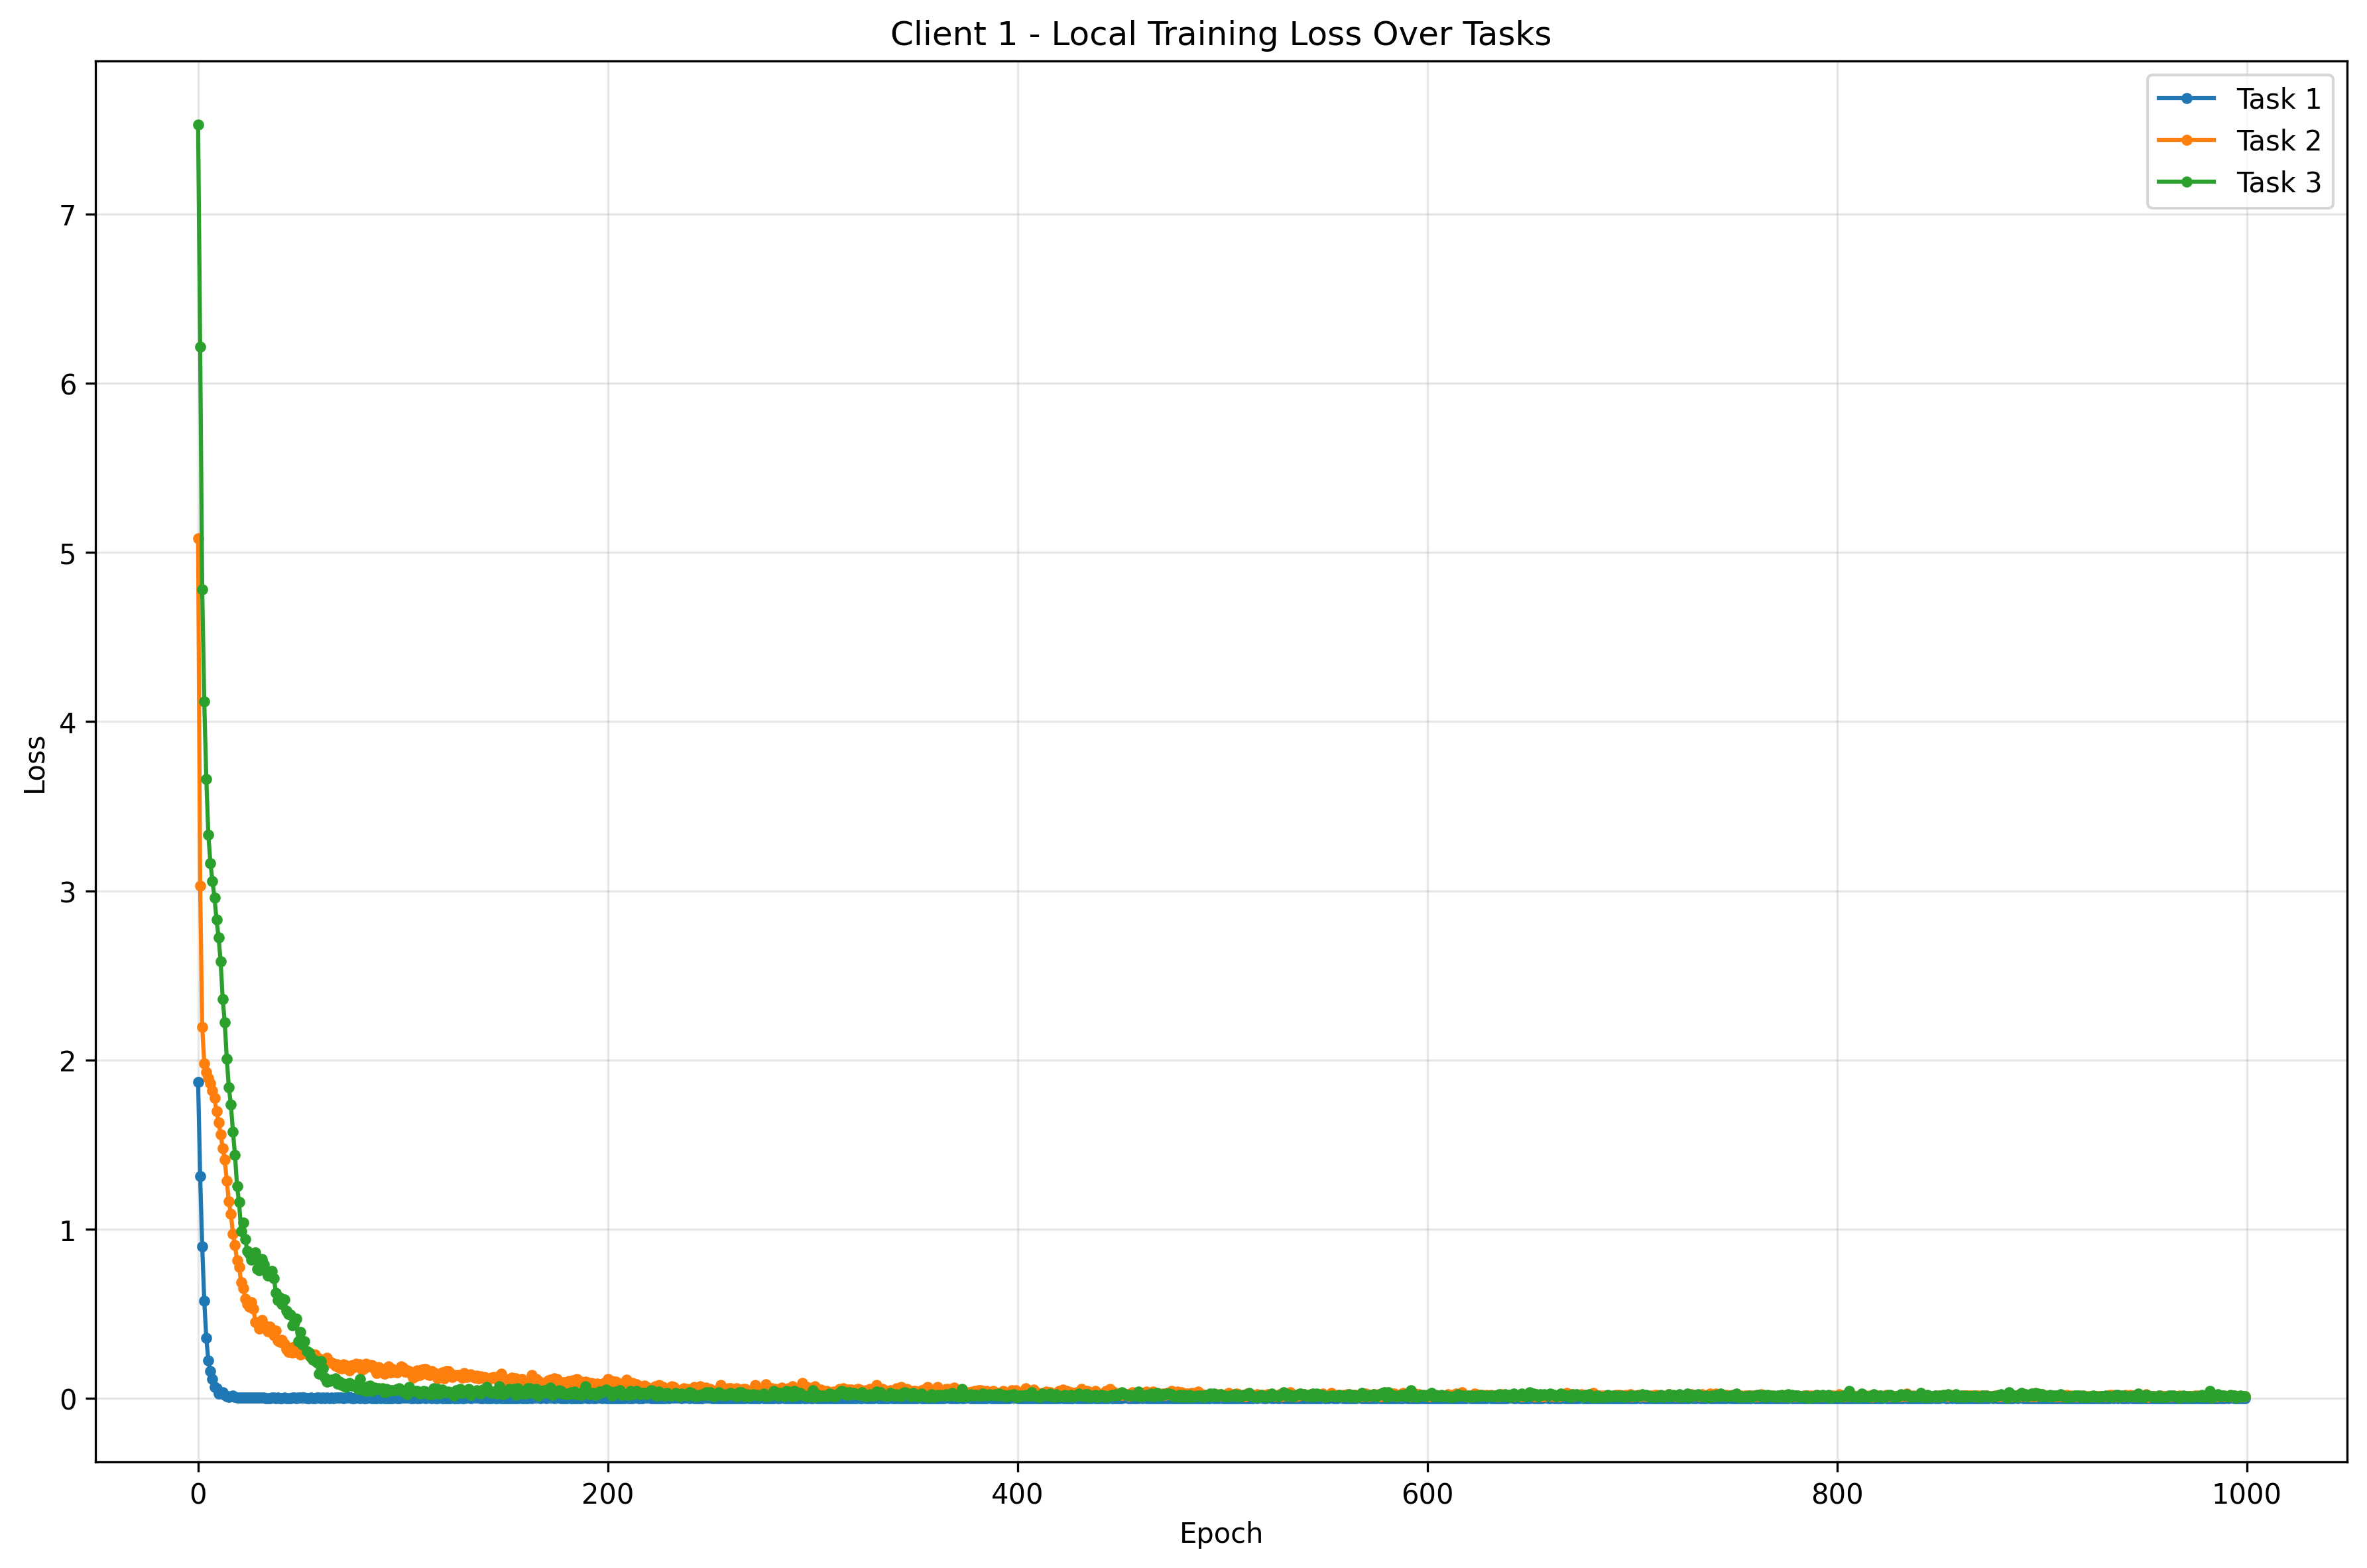 Client 1 - Local Training Loss Over Tasks
Task 1
Task 2
Task 3
7
6
5
4
3
2
1
0
Loss
0 200 400 600 800 1000
Epoch